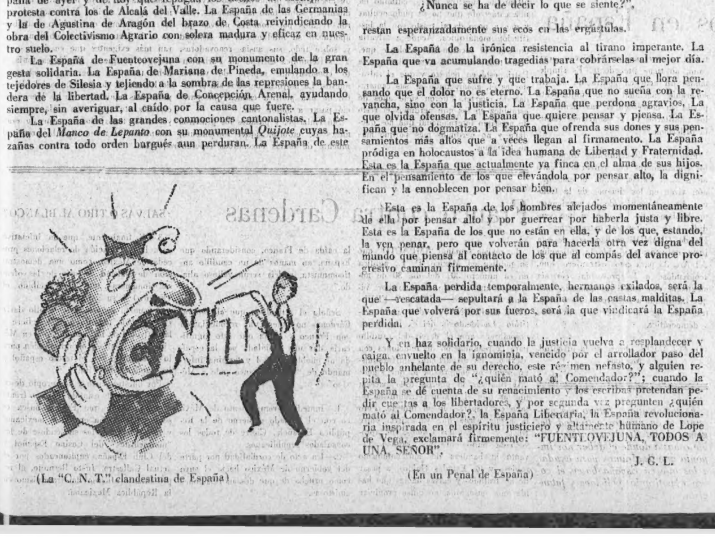 protesta contra los de Alcalá del Valle. La España de las Germanías
y la Agustina de Aragón del brazo de Costa reivindicando la
obra del Colectivismo Agrario con solera madura y eficaz en nues-
tro suelo.
La España de Fuenteovejuna con su monumento de la gran
gesta solidaria. La España de Mariana de Pineda, emulando a los
tejedores de Silesia y tejiendo a la sombra de las represiones la ban-
dera de la libertad. La España de Concepción Arenal, ayudando
siempre, sin averiguar, al caído por la causa que fuere.
La España de las grandes conmociones cantonalistas. La Es-
paña del Manco de Lepanto con su monumental Quijote cuyas ha-
zañas contra todo orden burgués aun perduran. La España de este
CNT
(La "C. N. T." clandestina de España)
¿Nunca se ha de decir lo que se siente?",
restan esperanzadamente sus ecos en las ergástulas.
La España de la irónica resistencia al tirano imperante. La
España que va acumulando tragedias para cobrárselas al mejor día.
La España que sufre y que trabaja. La España que llora pen-
sando que el dolor no es eterno. La España que no sueña con la re-
vancha, sino con la justicia. La España que perdona agravios, La
que olvida ofensas. La España que quiere pensar y piensa. La Es-
paña que no dogmatiza. La España que ofrenda sus dones y sus pen-
samientos más altos que a veces llegan al firmamento. La España
pródiga en holocaustos a la idea humana de Libertad y Fraternidad.
Esta es la España que actualmente ya finca en el alma de sus hijos.
En el pensamiento de los que elevándola por pensar alto, la digni-
fican y la ennoblecen por pensar bien.
Esta es la España de los hombres alejados momentáneamente
de ella por pensar alto y por guerrear por haberla justa y libre.
Esta es la España de los que no están en ella, y de los que, estando,
la ven penar, pero que volverán para hacerla otra vez digna del
mundo que piensa al contacto de los que al compás del avance pro-
gresivo caminan firmemente.
La España perdida temporalmente, hermanos exilados, será la
que —rescatada— sepultará a la España de las castas malditas. La
España que volverá por sus fueros, será la que vindicará la España
perdida.
Y en haz solidario, cuando la justicia vuelva a resplandecer y
caiga envuelto en la ignominia, vencido por el arrollador paso del
pueblo anhelante de su derecho, este régimen nefasto, y alguien re-
pita la pregunta de "¿quién mató al Comendador?"; cuando la
España se dé cuenta de su renacimiento y los escribas pretendan pe-
dir cuentas a los libertadores, y por segunda vez pregunten ¿quién
mató al Comendador?, la España Libertaria, la España revoluciona-
ria inspirada en el espíritu justiciero y altamente humano de Lope
de Vega, exclamará firmemente: "FUENTEOVEJUNA, TODOS A
UNA, SEÑOR".
J. G. L.
(En un Penal de España)